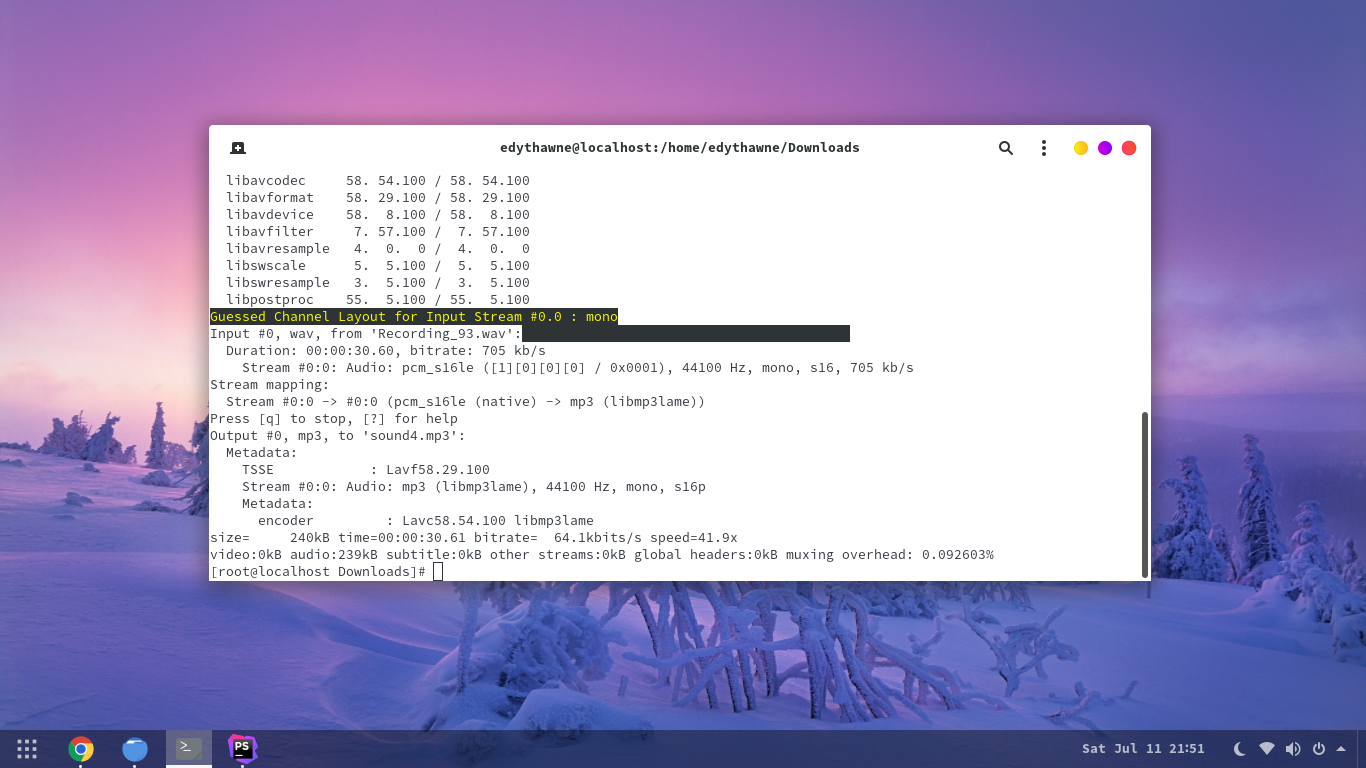 edythawne@localhost:/home/edythawne/Downloads
  libavcodec     58. 54.100 / 58. 54.100
  libavformat    58. 29.100 / 58. 29.100
  libavdevice    58.  8.100 / 58.  8.100
  libavfilter     7. 57.100 /  7. 57.100
  libavresample   4.  0.  0 /  4.  0.  0
  libswscale      5.  5.100 /  5.  5.100
  libswresample   3.  5.100 /  3.  5.100
  libpostproc    55.  5.100 / 55.  5.100
Guessed Channel Layout for Input Stream #0.0 : mono
Input #0, wav, from 'Recording_93.wav':
  Duration: 00:00:30.60, bitrate: 705 kb/s
    Stream #0:0: Audio: pcm_s16le ([1][0][0][0] / 0x0001), 44100 Hz, mono, s16, 705 kb/s
Stream mapping:
  Stream #0:0 -> #0:0 (pcm_s16le (native) -> mp3 (libmp3lame))
Press [q] to stop, [?] for help
Output #0, mp3, to 'sound4.mp3':
  Metadata:
    TSSE            : Lavf58.29.100
    Stream #0:0: Audio: mp3 (libmp3lame), 44100 Hz, mono, s16p
    Metadata:
      encoder         : Lavc58.54.100 libmp3lame
size=     240kB time=00:00:30.61 bitrate=  64.1kbits/s speed=41.9x
video:0kB audio:239kB subtitle:0kB other streams:0kB global headers:0kB muxing overhead: 0.092603%
[root@localhost Downloads]#
>_
PS
Sat Jul 11 21:51